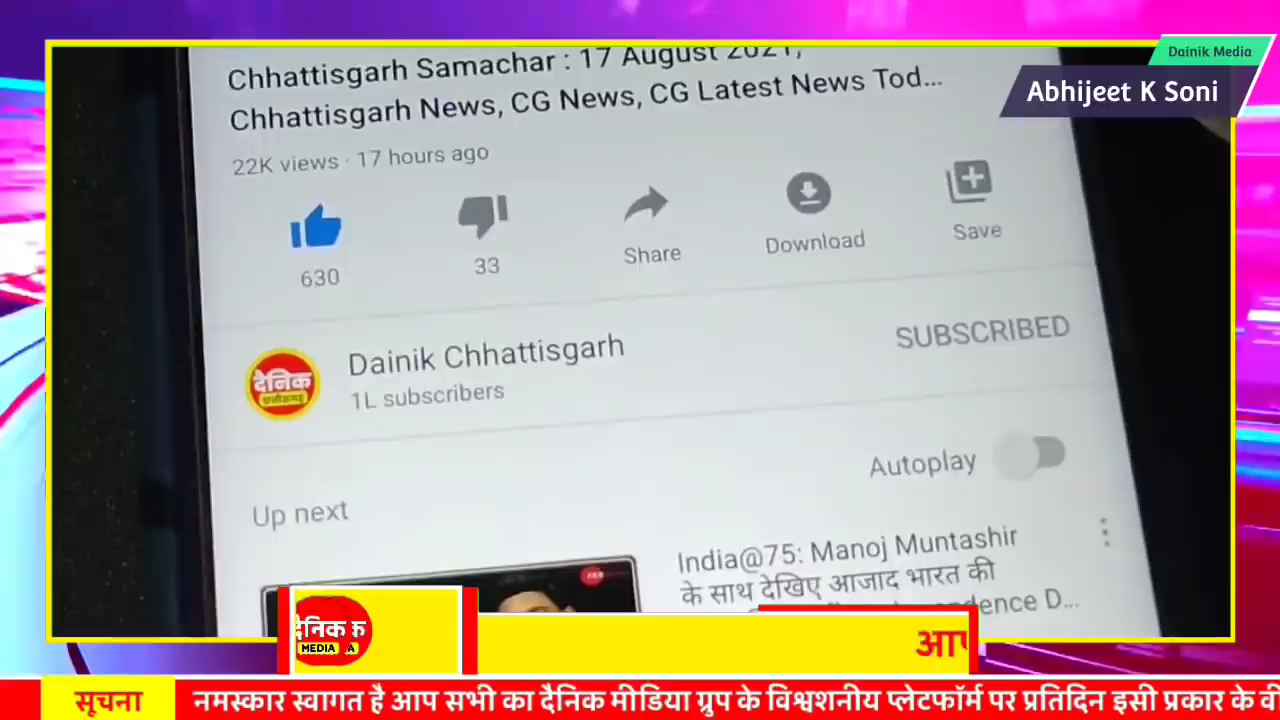 Dainik Media
Abhijeet K Soni
Chhattisgarh Samachar : 17 August 2021,
Chhattisgarh News, CG News, CG Latest News Tod...
22K views · 17 hours ago
630
33
Share
Download
Save
दैनिक
छत्तीसगढ़
Dainik Chhattisgarh
1L subscribers
SUBSCRIBED
Autoplay
Up next
India@75: Manoj Muntashir
के साथ देखिए आजाद भारत की
MEDIA
सूचना
नमस्कार स्वागत है आप सभी का दैनिक मीडिया ग्रुप के विश्वशनीय प्लेटफॉर्म पर प्रतिदिन इसी प्रकार के